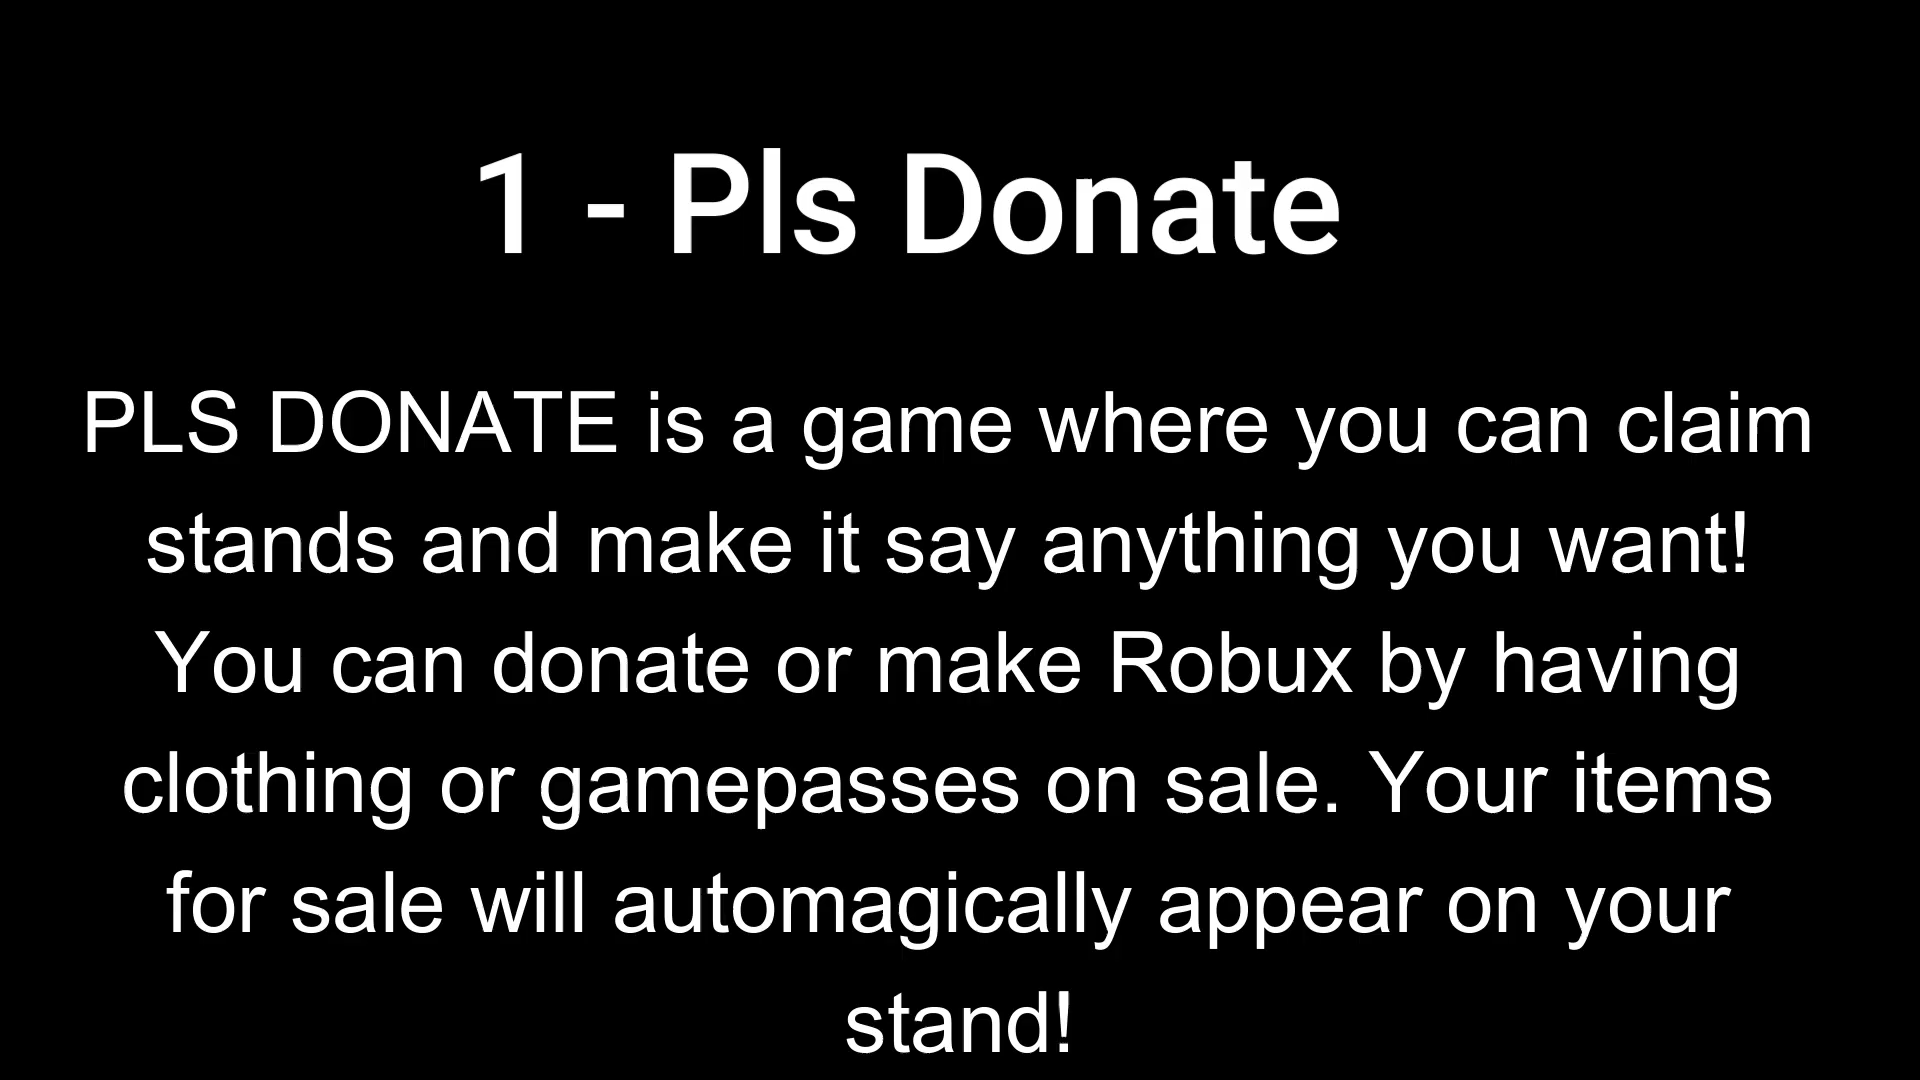 1 - Pls Donate
PLS DONATE is a game where you can claim
stands and make it say anything you want!
You can donate or make Robux by having
clothing or gamepasses on sale. Your items
for sale will automagically appear on your
stand!